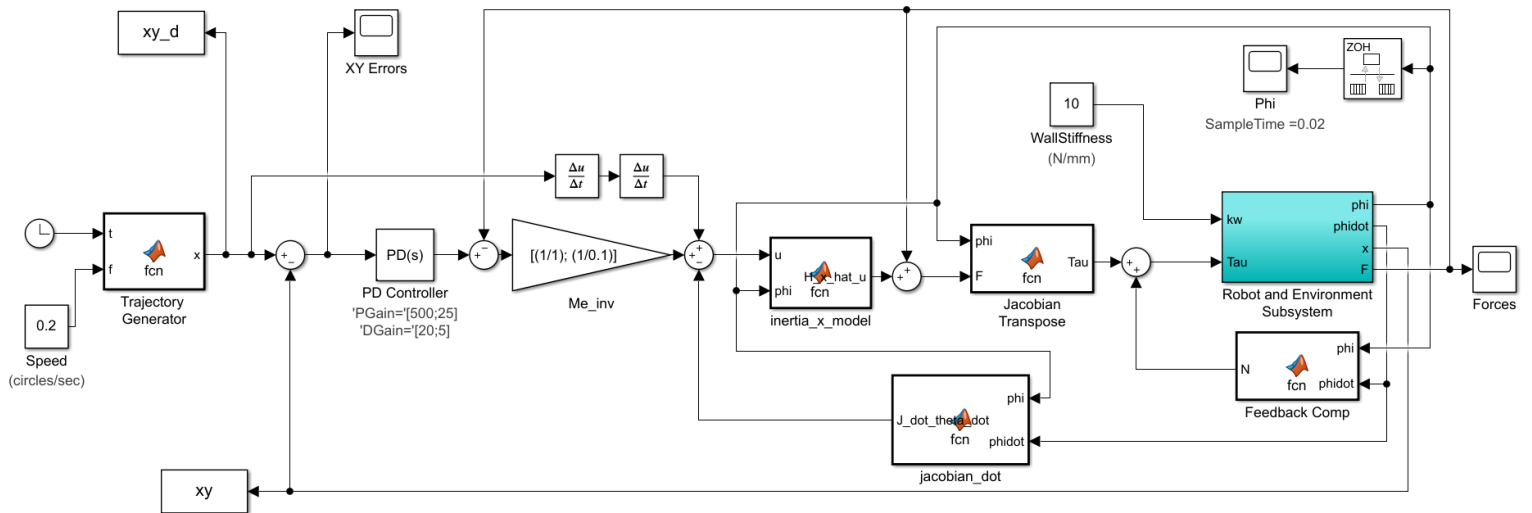 xy_d
XY Errors
ZOH
Phi
SampleTime =0.02
10
WallStiffness
(N/mm)
Δu
Δt
Δu
Δt
t
f
x
fcn
Trajectory
Generator
0.2
Speed
(circles/sec)
+
−
PD(s)
PD Controller
'PGain='[500;25]
'DGain='[20;5]
+
−
[(1/1); (1/0.1)]
Me_inv
+
+
−
u
phi
H_x_hat_u
fcn
inertia_x_model
+
+
phi
F
Tau
fcn
Jacobian
Transpose
+
+
kw
Tau
phi
phidot
x
F
Robot and Environment
Subsystem
Forces
N
phi
phidot
fcn
Feedback Comp
J_dot_theta_dot
phi
phidot
fcn
jacobian_dot
xy